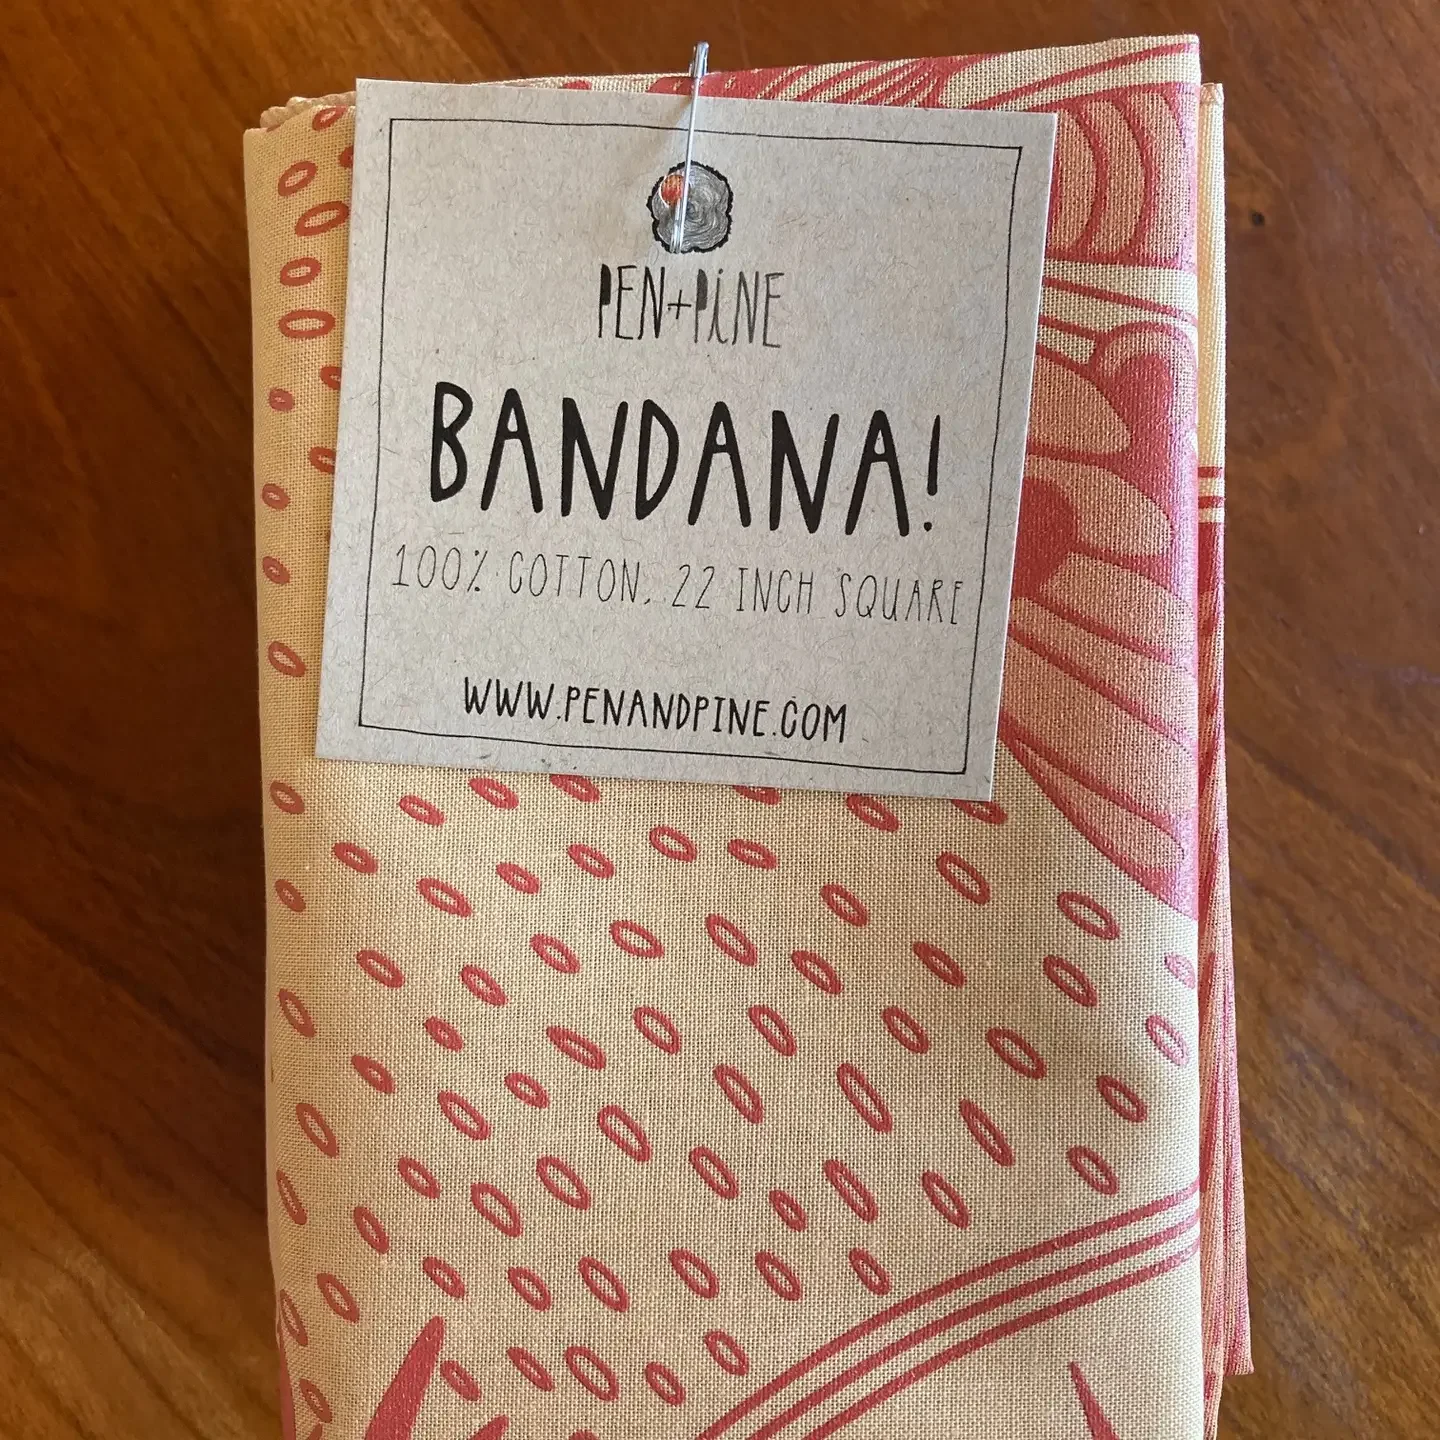 PEN+PiNE
BANDANA!
100% COTTON, 22 INCH SQUARE
WWW.PENANDPINE.COM